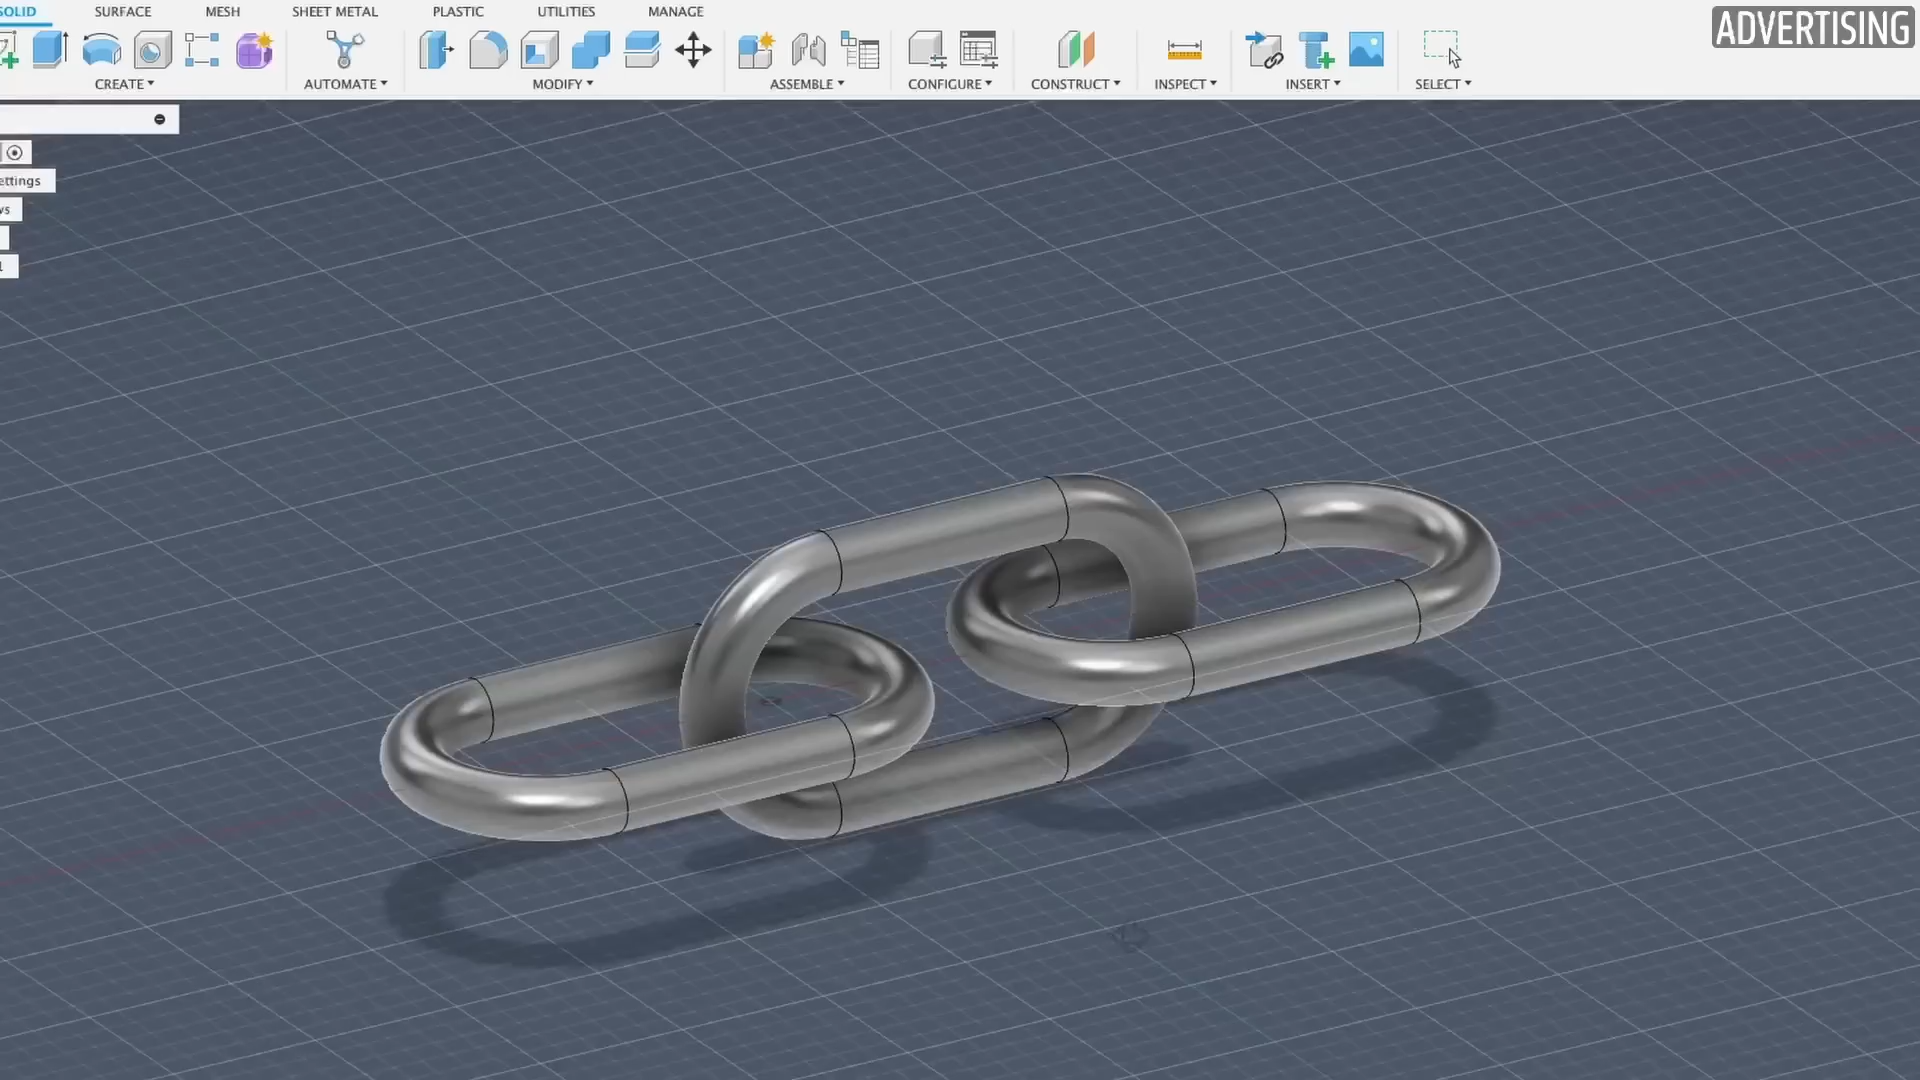 SOLID SURFACE MESH SHEET METAL PLASTIC UTILITIES MANAGE
ADVERTISING
CREATE AUTOMATE MODIFY ASSEMBLE CONFIGURE CONSTRUCT INSPECT INSERT SELECT
ettings
ws